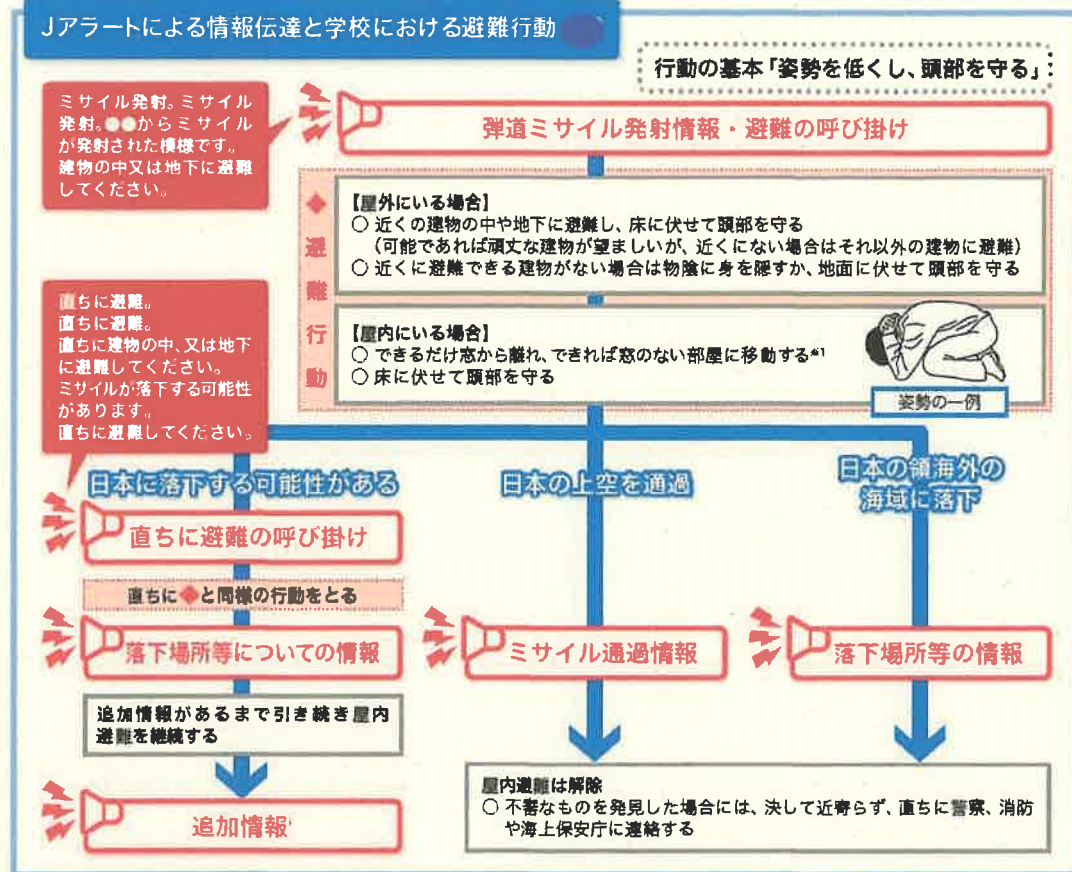 Jアラートによる情報伝達と学校における避難行動
行動の基本「姿勢を低くし、頭部を守る」
ミサイル発射。ミサイル
発射。●●からミサイル
が発射された模様です。
建物の中又は地下に避難
してください。
弾道ミサイル発射情報・避難の呼び掛け
◆避難行動
【屋外にいる場合】
○ 近くの建物の中や地下に避難し、床に伏せて頭部を守る
(可能であれば頑丈な建物が望ましいが、近くにない場合はそれ以外の建物に避難)
○ 近くに避難できる建物がない場合は物陰に身を隠すか、地面に伏せて頭部を守る
【屋内にいる場合】
○ できるだけ窓から離れ、できれば窓のない部屋に移動する*1
○ 床に伏せて頭部を守る
姿勢の一例
直ちに避難。
直ちに避難。
直ちに建物の中、又は地下
に避難してください。
ミサイルが落下する可能性
があります。
直ちに避難してください。
日本に落下する可能性がある
直ちに避難の呼び掛け
直ちに◆と同様の行動をとる
落下場所等についての情報
追加情報があるまで引き続き屋内
避難を継続する
追加情報
日本の上空を通過
ミサイル通過情報
日本の領海外の
海域に落下
落下場所等の情報
屋内避難は解除
○ 不審なものを発見した場合には、決して近寄らず、直ちに警察、消防
や海上保安庁に連絡する